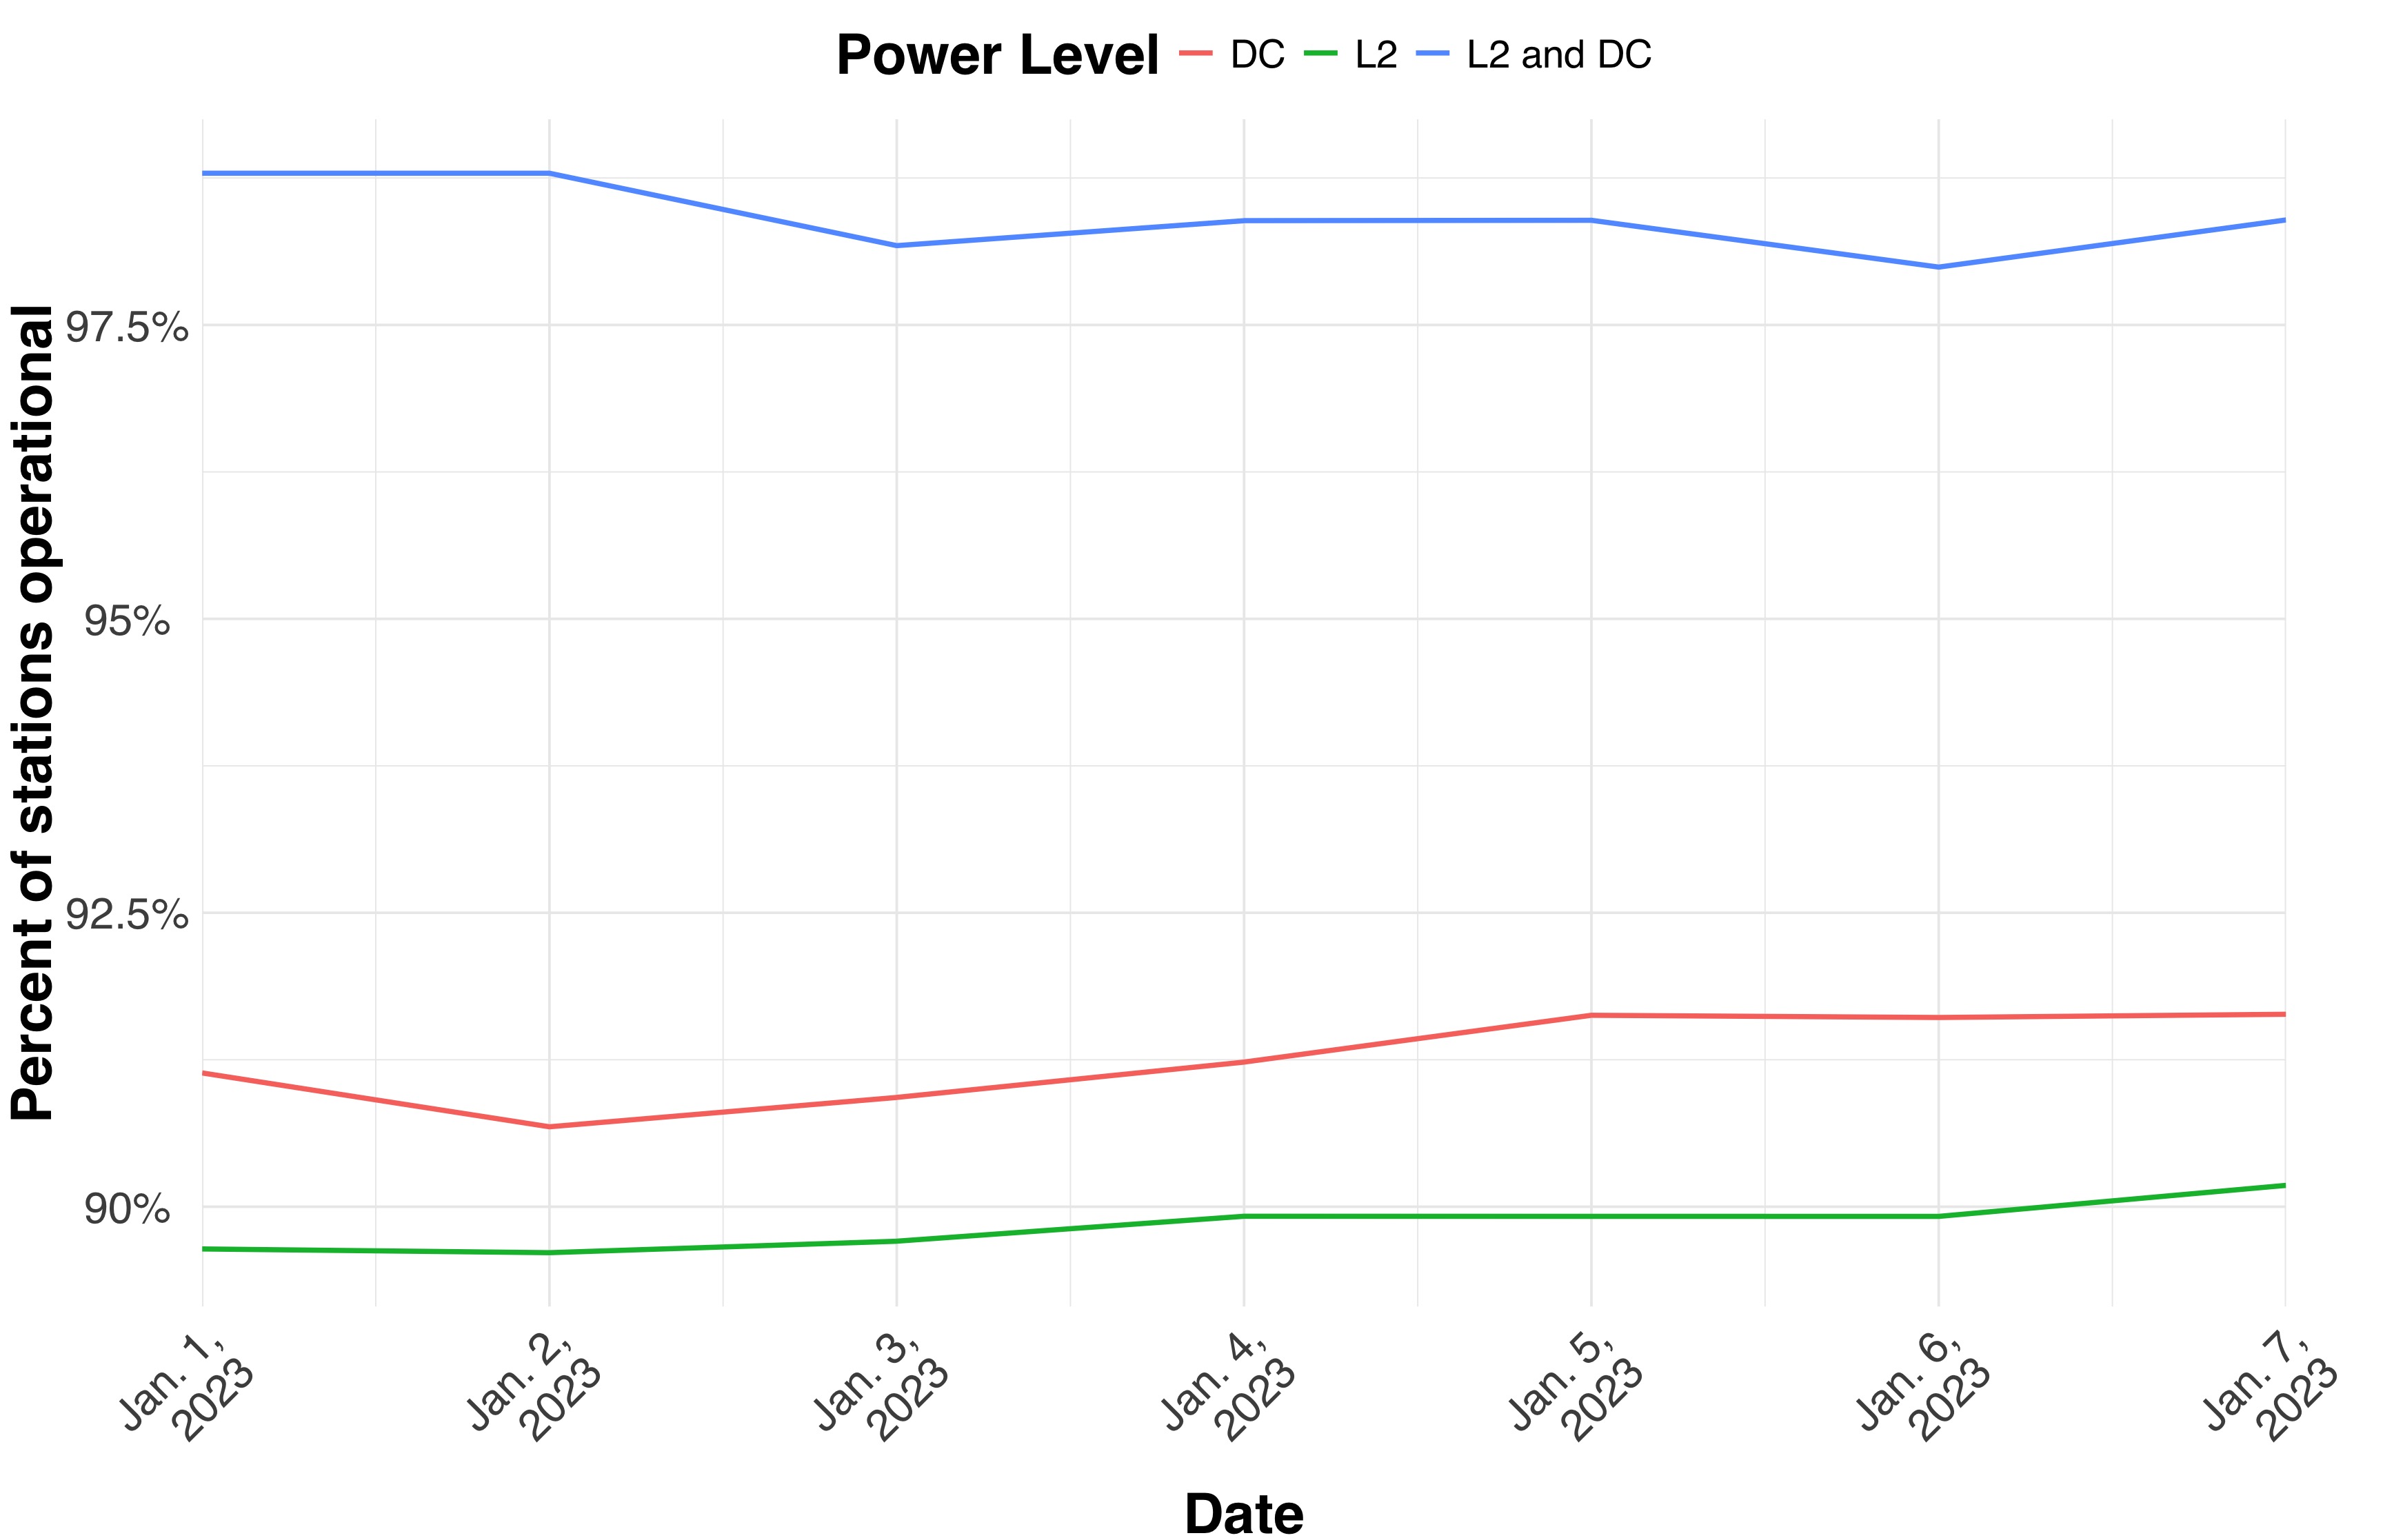 Power Level DC L2 L2 and DC
Percent of stations operational
97.5%
95%
92.5%
90%
Jan. 1,
2023
Jan. 2,
2023
Jan. 3,
2023
Jan. 4,
2023
Jan. 5,
2023
Jan. 6,
2023
Jan. 7,
2023
Date